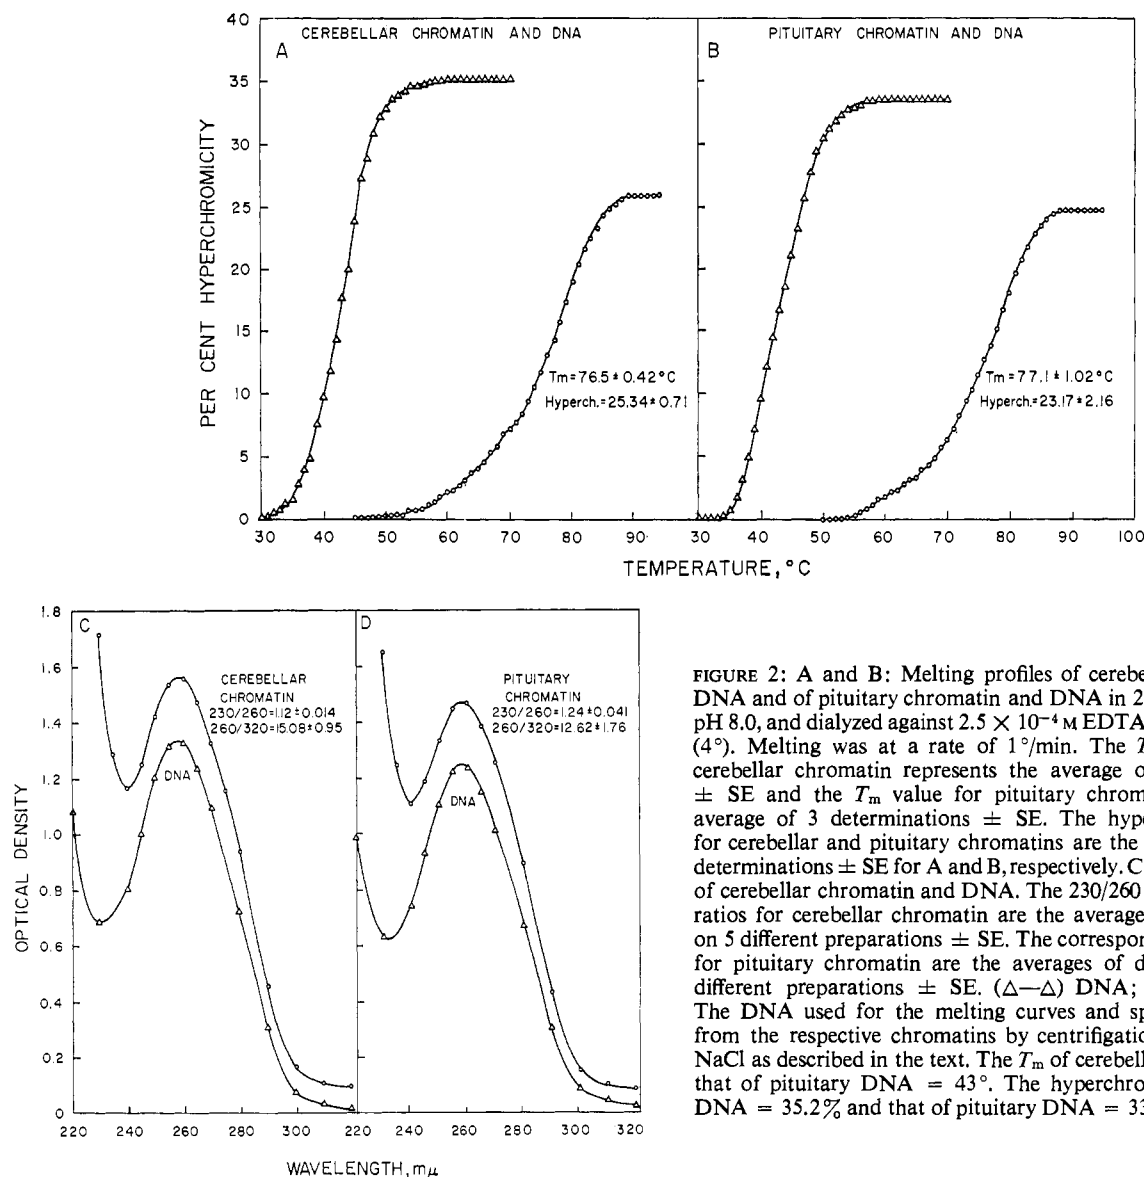 40
35
30
25
20
15
10
5
0
PER CENT HYPERCHROMICITY
A
CEREBELLAR CHROMATIN AND DNA
Tm=76.5±0.42°C
Hyperch.=25.34±0.71
30 40 50 60 70 80 90
B
PITUITARY CHROMATIN AND DNA
Tm=77.1±1.02°C
Hyperch.=23.17±2.16
30 40 50 60 70 80 90 100
TEMPERATURE, °C
1.8
1.6
1.4
1.2
1.0
0.8
0.6
0.4
0.2
0
OPTICAL DENSITY
C
CEREBELLAR
CHROMATIN
230/260=1.12±0.014
260/320=15.08±0.95
DNA
220 240 260 280 300
D
PITUITARY
CHROMATIN
230/260=1.24±0.041
260/320=12.62±1.76
DNA
220 240 260 280 300 320
WAVELENGTH, mμ
FIGURE 2: A and B: Melting profiles of cerebe
DNA and of pituitary chromatin and DNA in 2
pH 8.0, and dialyzed against 2.5 × 10⁻⁴ M EDTA
(4°). Melting was at a rate of 1°/min. The T
cerebellar chromatin represents the average o
± SE and the Tm value for pituitary chrom
average of 3 determinations ± SE. The hype
for cerebellar and pituitary chromatins are the
determinations ± SE for A and B, respectively. C
of cerebellar chromatin and DNA. The 230/260
ratios for cerebellar chromatin are the average
on 5 different preparations ± SE. The correspon
for pituitary chromatin are the averages of d
different preparations ± SE. (△—△) DNA;
The DNA used for the melting curves and sp
from the respective chromatins by centrifigatio
NaCl as described in the text. The Tm of cerebell
that of pituitary DNA = 43°. The hyperchro
DNA = 35.2% and that of pituitary DNA = 33